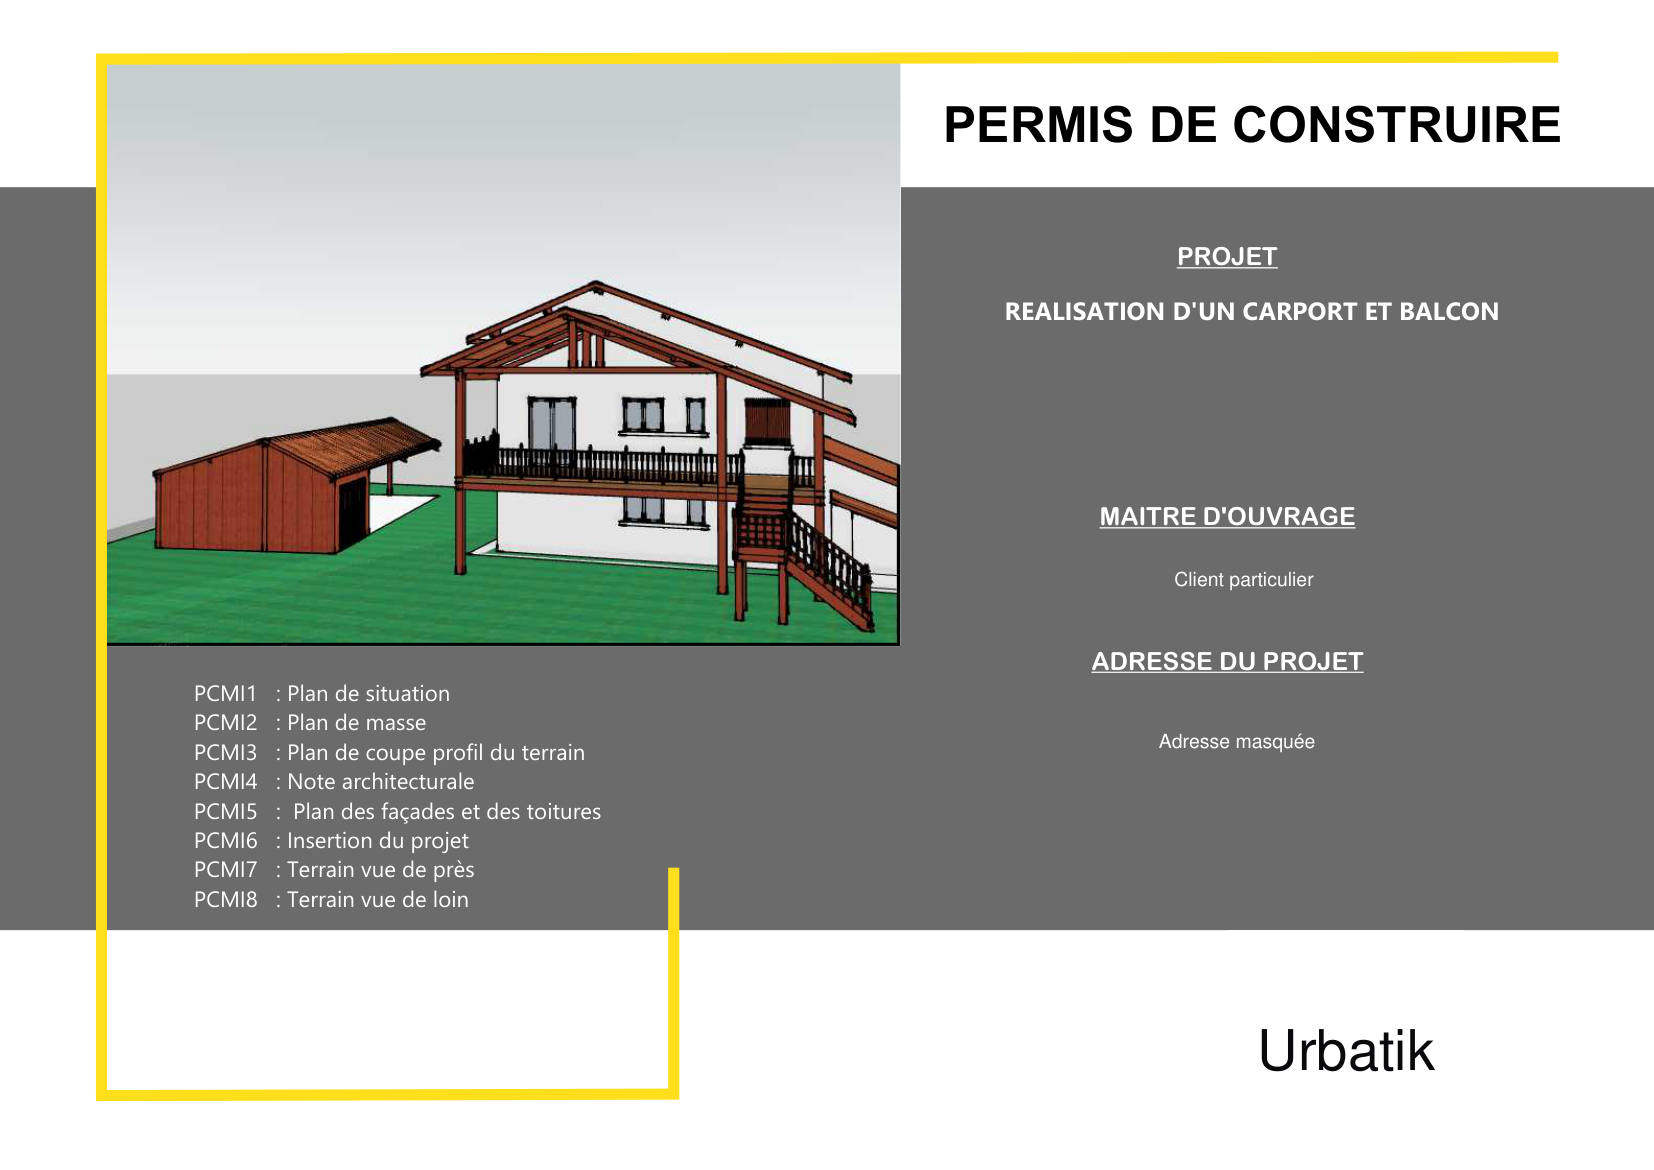 PERMIS DE CONSTRUIRE
PROJET
REALISATION D'UN CARPORT ET BALCON
MAITRE D'OUVRAGE
Client particulier
ADRESSE DU PROJET
Adresse masquée
PCMI1 : Plan de situation
PCMI2 : Plan de masse
PCMI3 : Plan de coupe profil du terrain
PCMI4 : Note architecturale
PCMI5 : Plan des façades et des toitures
PCMI6 : Insertion du projet
PCMI7 : Terrain vue de près
PCMI8 : Terrain vue de loin
Urbatik